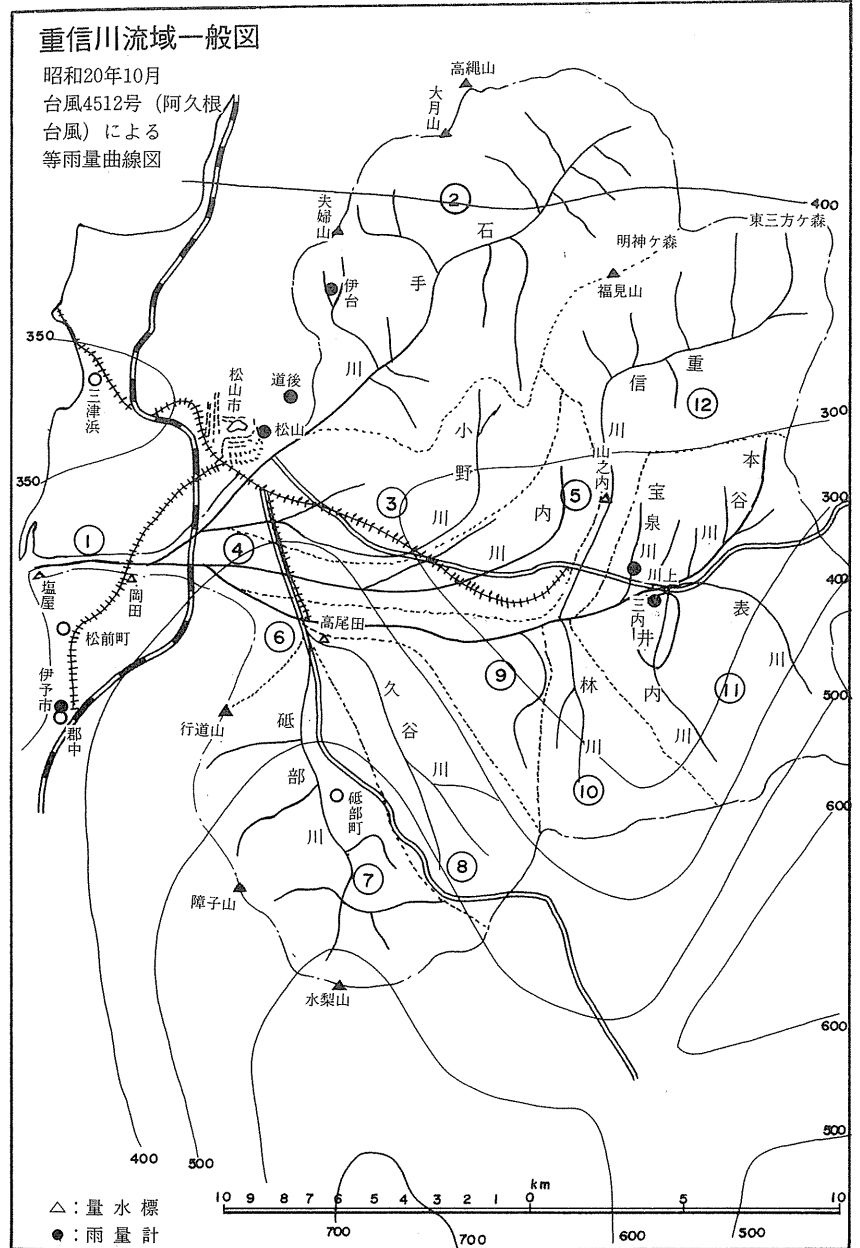 重信川流域一般図
昭和20年10月
台風4512号(阿久根
台風)による
等雨量曲線図
高縄山
大月山
②
400
夫婦山
石
手
川
東三方ケ森
明神ケ森
福見山
伊台
350
三津浜
松山市
道後
松山
重
信
川
⑫
300
小
野
川
山之内
350
③
⑤
内
川
宝
泉
川
本
谷
川
300
①
④
塩屋
岡田
松前町
川上
三内
400
表
川
高尾田
⑥
伊予市
郡中
行道山
砥
部
川
久
谷
川
⑨
林
川
井
内
川
⑪
500
⑩
砥部町
600
⑦
⑧
障子山
水梨山
600
500
400
500
km
10 9 8 7 6 5 4 3 2 1 0 5 10
700
700
600
500
△:量水標
●:雨量計